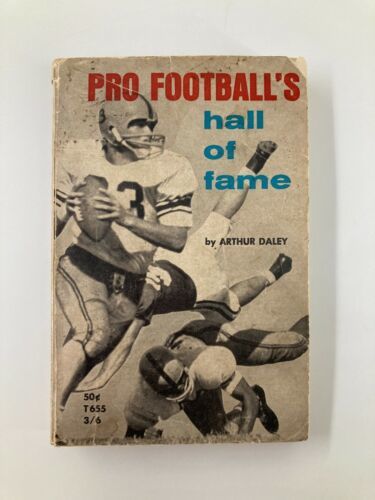 PRO FOOTBALL'S
hall
of
fame
by ARTHUR DALEY
3
50¢
T655
3/6